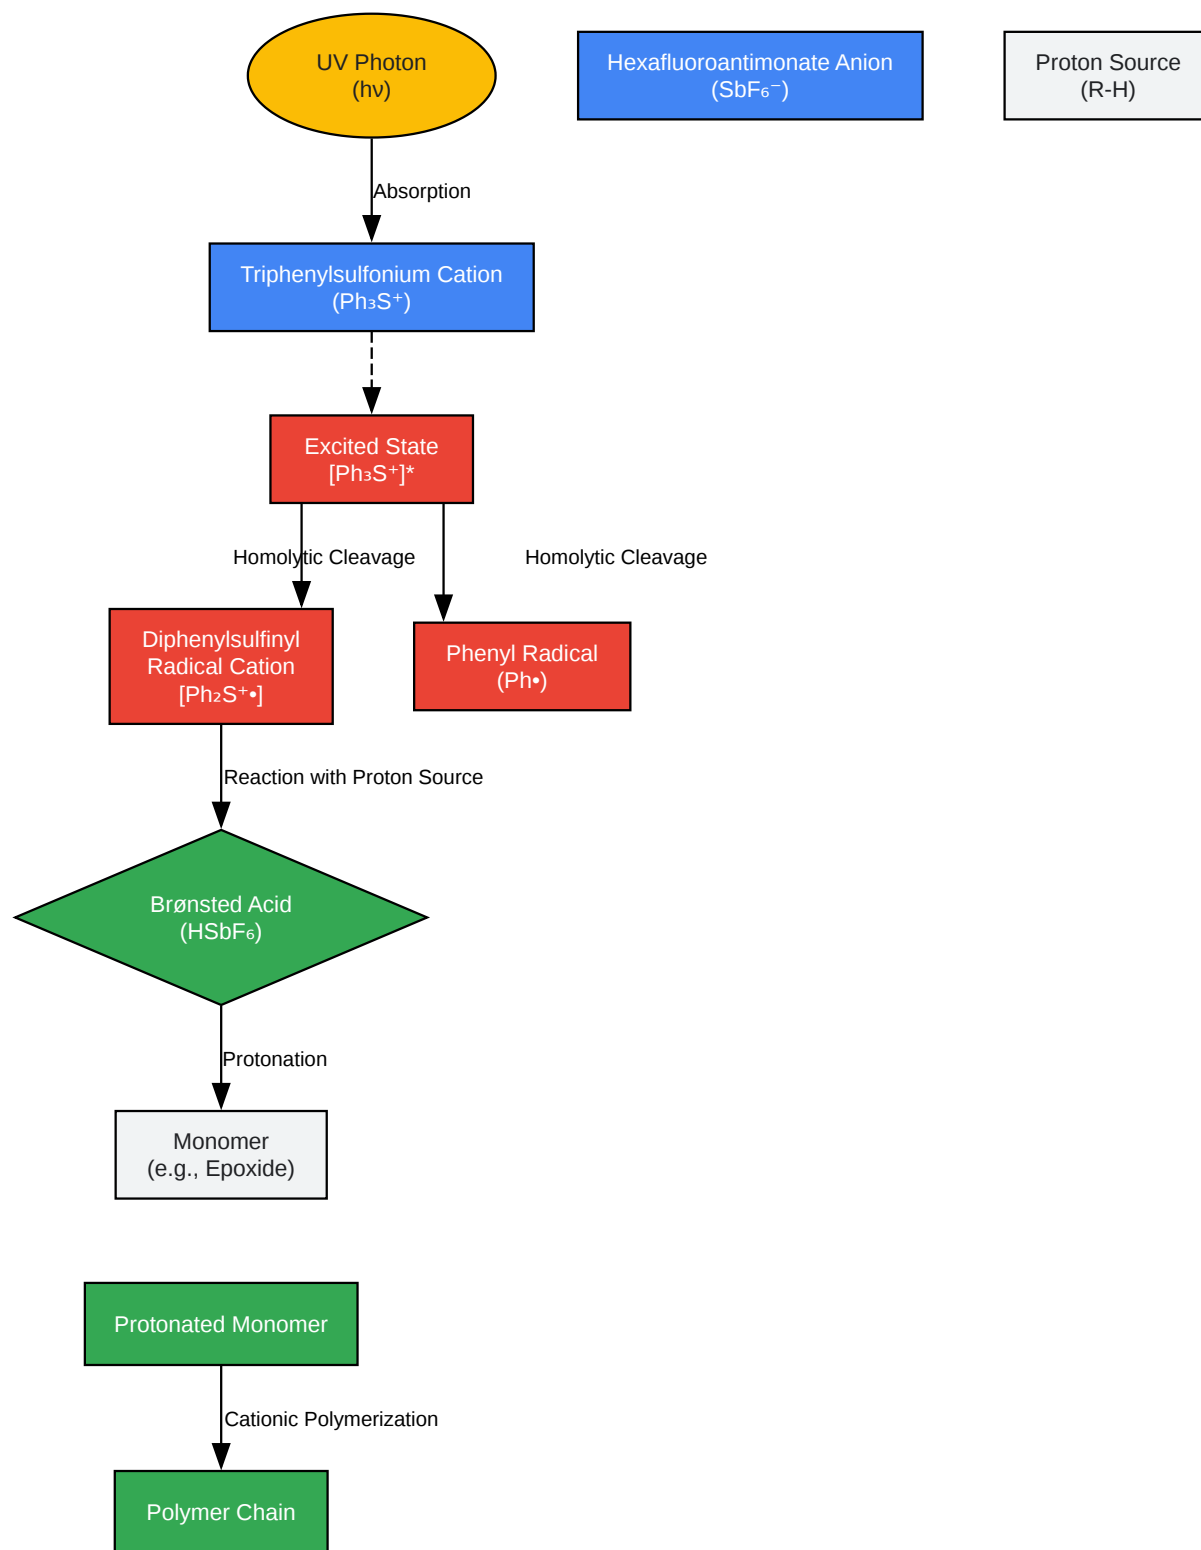 UV Photon
(hν)
Hexafluoroantimonate Anion
(SbF₆⁻)
Proton Source
(R-H)
Absorption
Triphenylsulfonium Cation
(Ph₃S⁺)
Excited State
[Ph₃S⁺]*
Homolytic Cleavage
Homolytic Cleavage
Diphenylsulfinyl
Radical Cation
[Ph₂S⁺•]
Phenyl Radical
(Ph•)
Reaction with Proton Source
Brønsted Acid
(HSbF₆)
Protonation
Monomer
(e.g., Epoxide)
Protonated Monomer
Cationic Polymerization
Polymer Chain